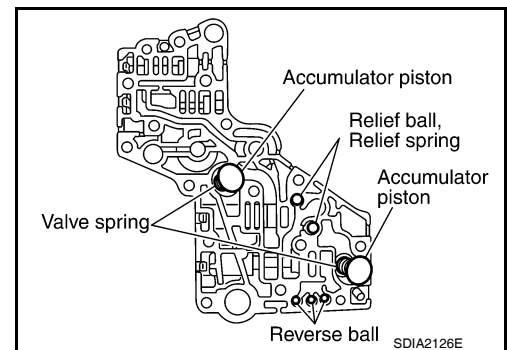 Accumulator piston
Relief ball,
Relief spring
Accumulator
piston
Valve spring
Reverse ball
SDIA2126E